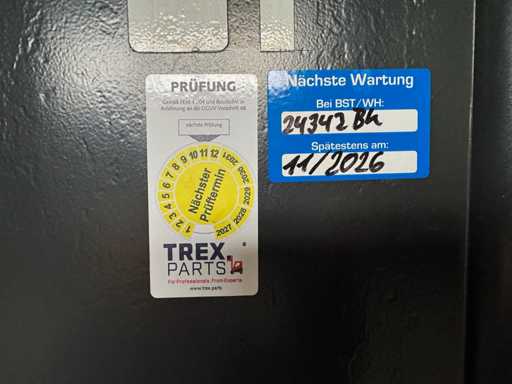 PRÜFUNG
nächste Prüfung
1 2 3 4 5 6 7 8 9 10 11 12 2031 2030 2029 2028 2027
Nächster
Prüftermin
TREX.
PARTS
For Professionals. From Experts.
www.trex.parts
Nächste Wartung
Bei BST/WH:
24342 Bh
Spätestens am:
11/2026